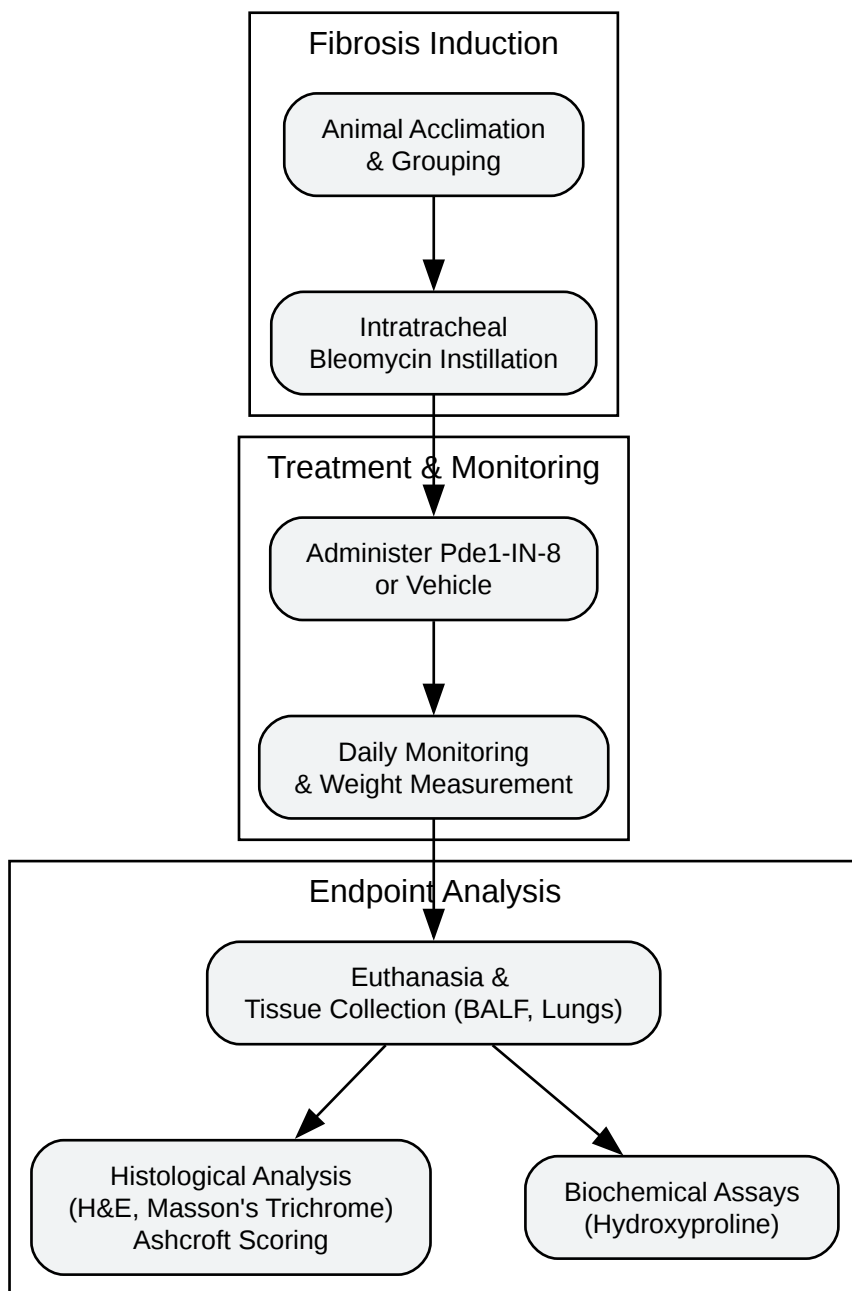 Fibrosis Induction
Animal Acclimation
& Grouping
Intratracheal
Bleomycin Instillation
Treatment & Monitoring
Administer Pde1-IN-8
or Vehicle
Daily Monitoring
& Weight Measurement
Endpoint Analysis
Euthanasia &
Tissue Collection (BALF, Lungs)
Histological Analysis
(H&E, Masson's Trichrome)
Ashcroft Scoring
Biochemical Assays
(Hydroxyproline)